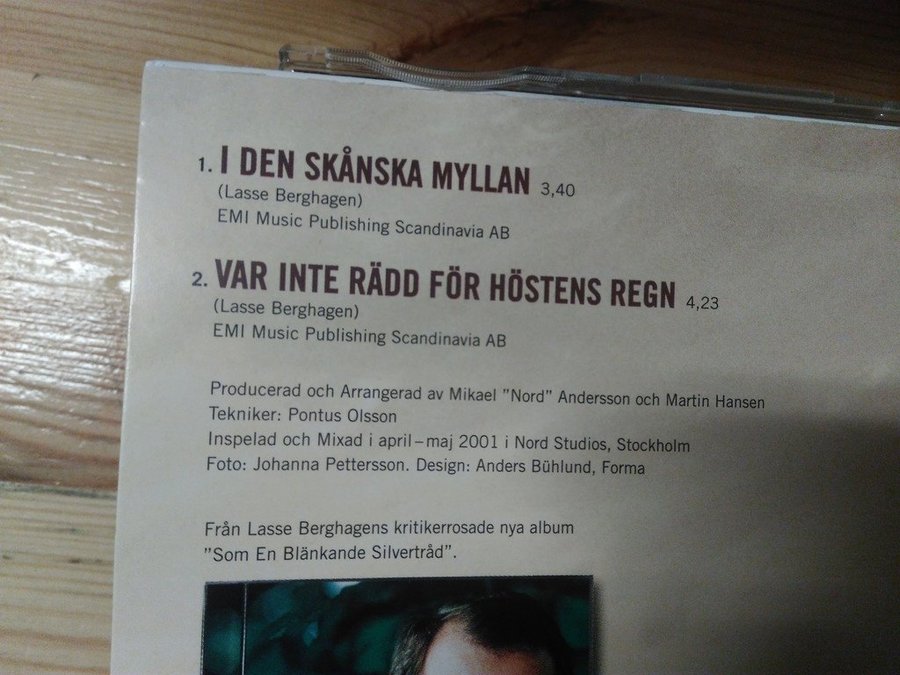 1. I DEN SKÅNSKA MYLLAN 3,40
(Lasse Berghagen)
EMI Music Publishing Scandinavia AB
2. VAR INTE RÄDD FÖR HÖSTENS REGN 4,23
(Lasse Berghagen)
EMI Music Publishing Scandinavia AB
Producerad och Arrangerad av Mikael ”Nord” Andersson och Martin Hansen
Tekniker: Pontus Olsson
Inspelad och Mixad i april–maj 2001 i Nord Studios, Stockholm
Foto: Johanna Pettersson. Design: Anders Bühlund, Forma
Från Lasse Berghagens kritikerrosade nya album
”Som En Blänkande Silvertråd”.